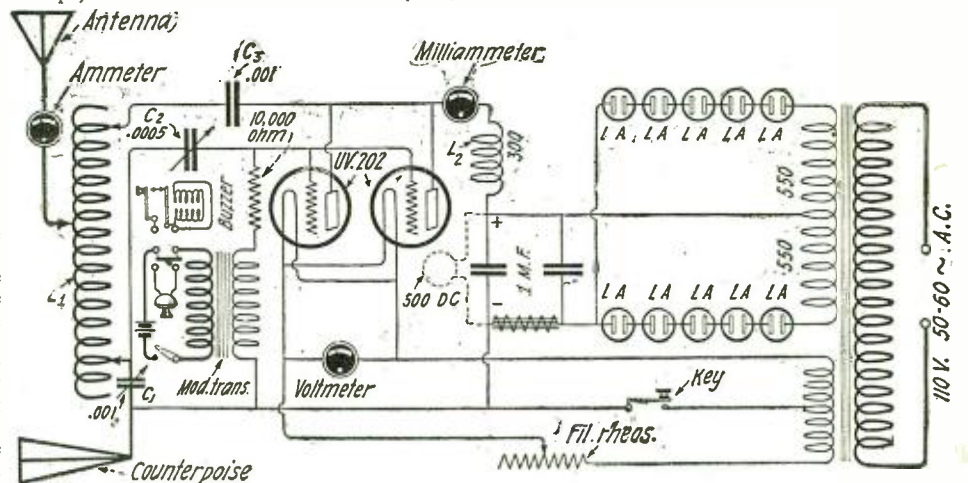 Antenna
Ammeter
C3
.001
C2
.0005
10,000
ohm
Milliammeter
UV.202
L2
300
Buzzer
L1
LA LA LA LA LA
550
550
+
-
1 M.F.
500 DC
LA LA LA LA LA
110 V. 50-60 ~ A.C.
Mod.trans.
Voltmeter
Key
C1
.001
Fil.rheas.
Counterpoise